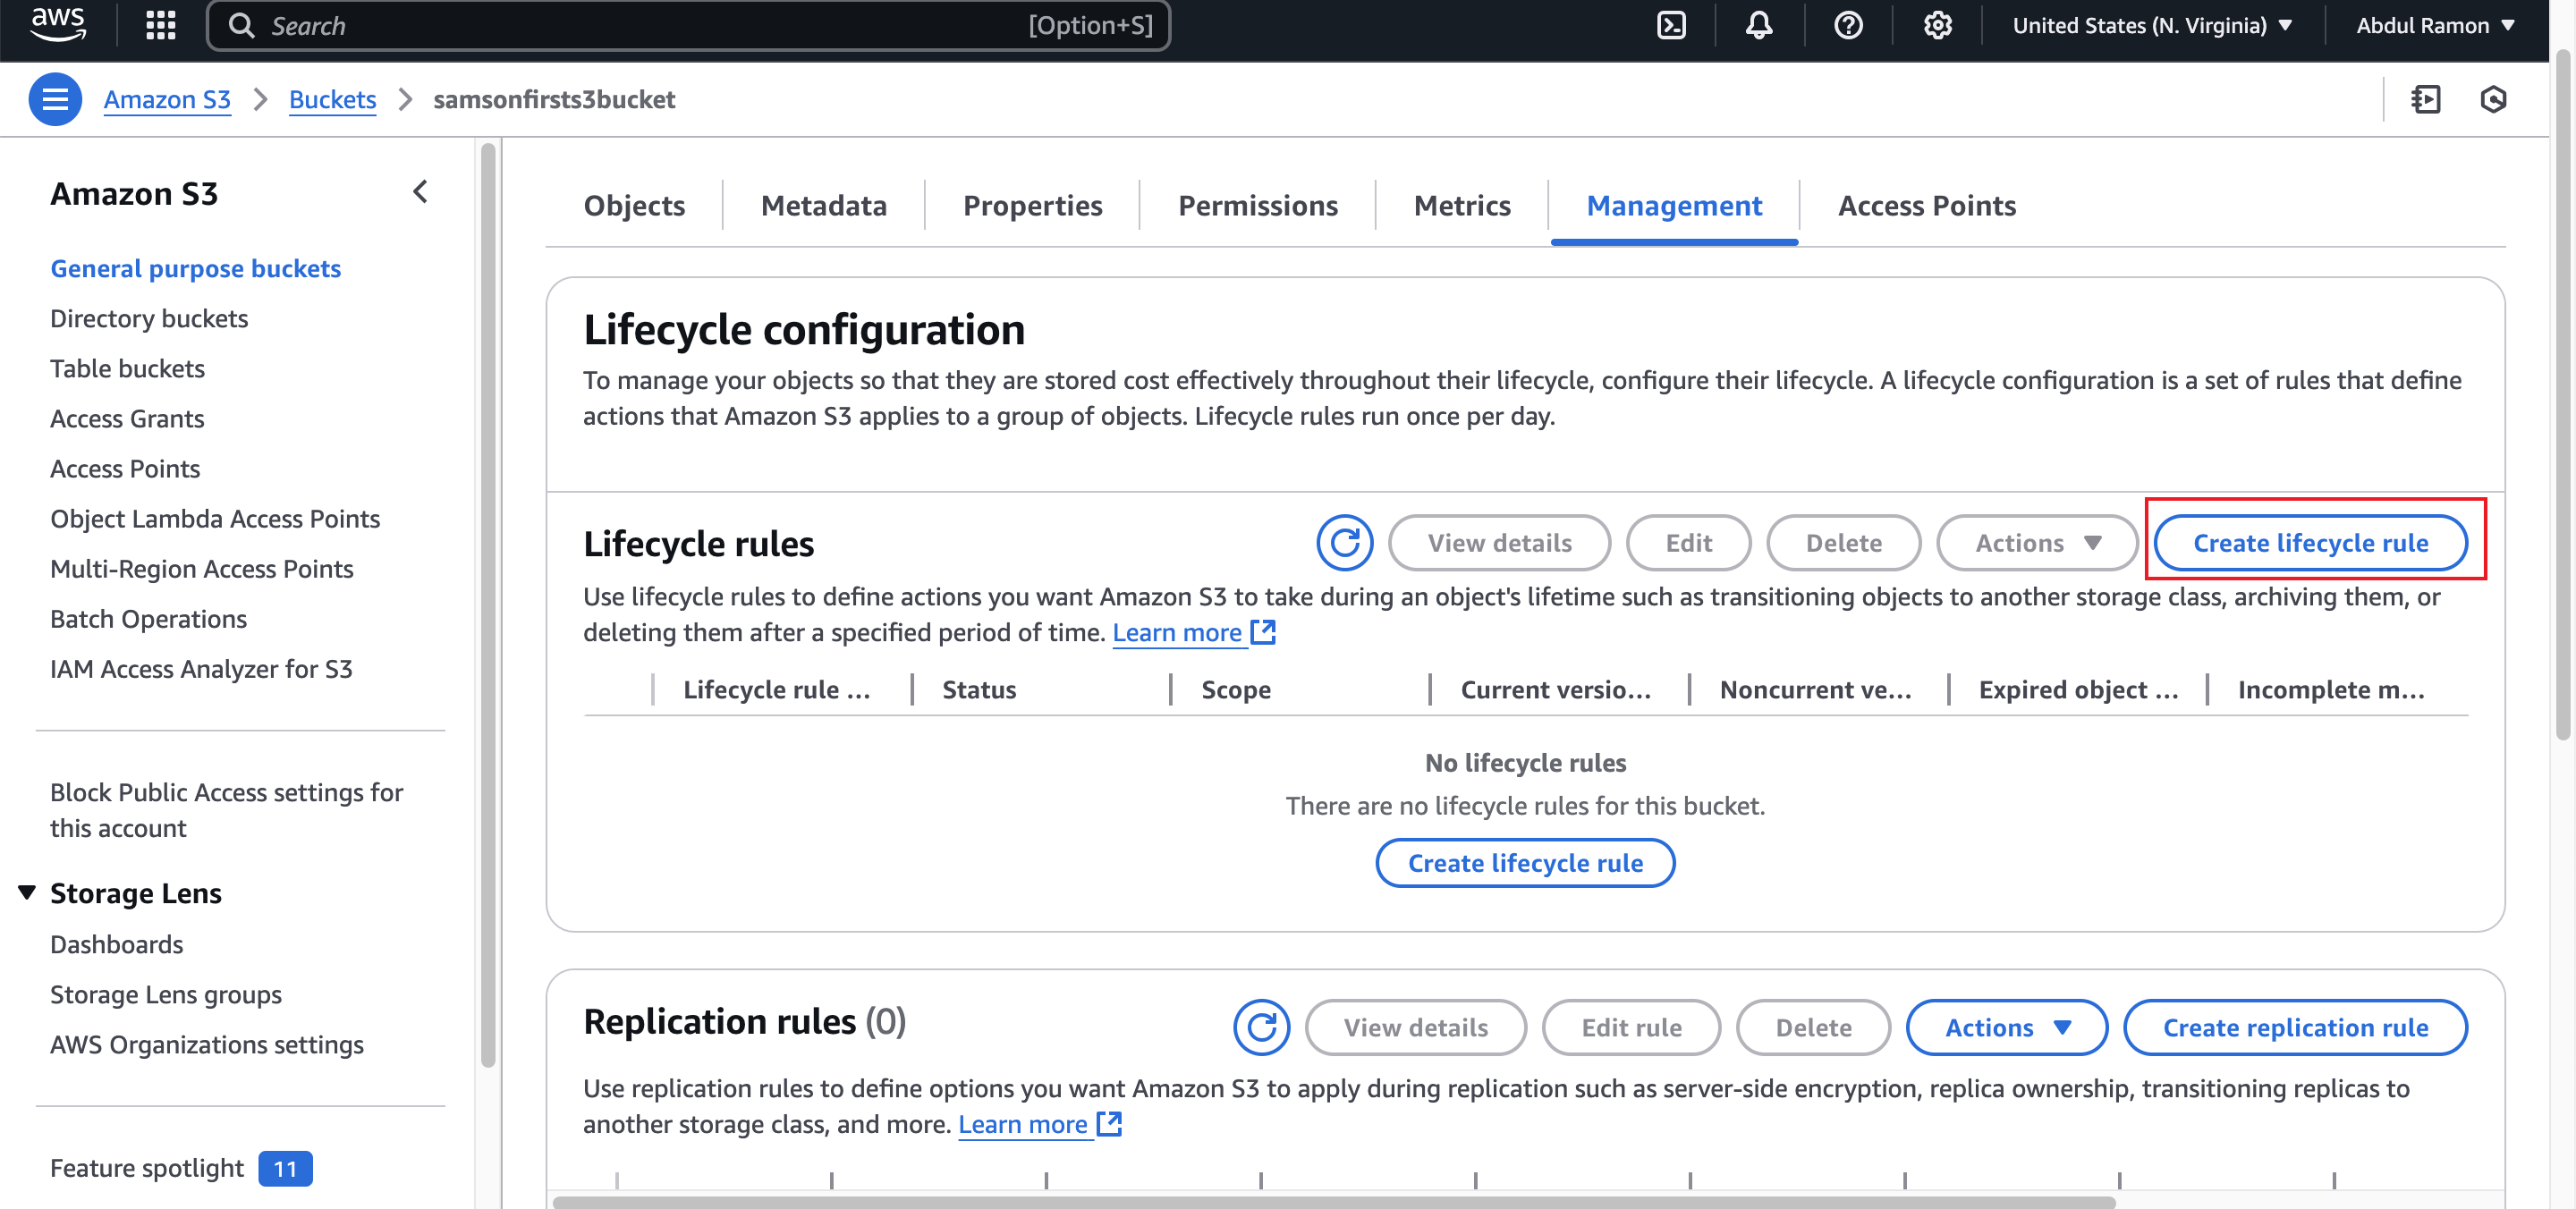 aws
Search
[Option+S]
United States (N. Virginia)
Abdul Ramon
Amazon S3
Buckets
samsonfirsts3bucket
Amazon S3
General purpose buckets
Directory buckets
Table buckets
Access Grants
Access Points
Object Lambda Access Points
Multi-Region Access Points
Batch Operations
IAM Access Analyzer for S3
Block Public Access settings for
this account
Storage Lens
Dashboards
Storage Lens groups
AWS Organizations settings
Feature spotlight 11
Objects
Metadata
Properties
Permissions
Metrics
Management
Access Points
Lifecycle configuration
To manage your objects so that they are stored cost effectively throughout their lifecycle, configure their lifecycle. A lifecycle configuration is a set of rules that define
actions that Amazon S3 applies to a group of objects. Lifecycle rules run once per day.
Lifecycle rules
View details
Edit
Delete
Actions
Create lifecycle rule
Use lifecycle rules to define actions you want Amazon S3 to take during an object's lifetime such as transitioning objects to another storage class, archiving them, or
deleting them after a specified period of time. Learn more
Lifecycle rule ...
Status
Scope
Current versio...
Noncurrent ve...
Expired object ...
Incomplete m...
No lifecycle rules
There are no lifecycle rules for this bucket.
Create lifecycle rule
Replication rules (0)
View details
Edit rule
Delete
Actions
Create replication rule
Use replication rules to define options you want Amazon S3 to apply during replication such as server-side encryption, replica ownership, transitioning replicas to
another storage class, and more. Learn more